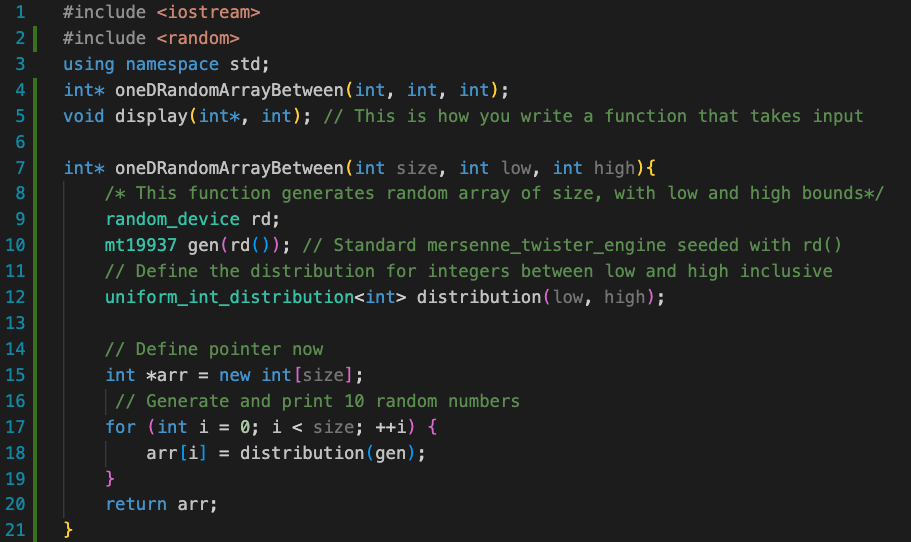 1 #include <iostream>
2 #include <random>
3 using namespace std;
4 int* oneDRandomArrayBetween(int, int, int);
5 void display(int*, int); // This is how you write a function that takes input
6
7 int* oneDRandomArrayBetween(int size, int low, int high){
8 /* This function generates random array of size, with low and high bounds*/
9 random_device rd;
10 mt19937 gen(rd()); // Standard mersenne_twister_engine seeded with rd()
11 // Define the distribution for integers between low and high inclusive
12 uniform_int_distribution<int> distribution(low, high);
13
14 // Define pointer now
15 int *arr = new int[size];
16 // Generate and print 10 random numbers
17 for (int i = 0; i < size; ++i) {
18 arr[i] = distribution(gen);
19 }
20 return arr;
21 }